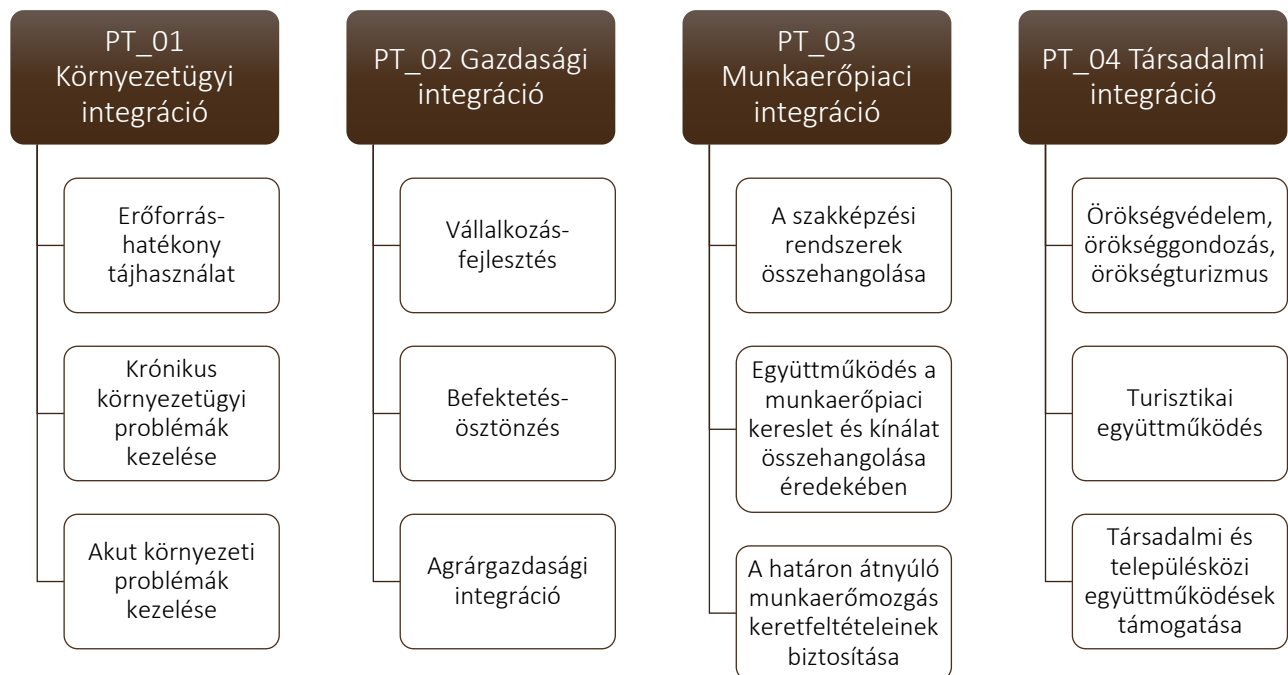 PT_01
Környezetügyi
integráció
Erőforrás-
hatékony
tájhasználat
Krónikus
környezetügyi
problémák
kezelése
Akut környezeti
problémák
kezelése
PT_02 Gazdasági
integráció
Vállalkozás-
fejlesztés
Befektetés-
ösztönzés
Agrárgazdasági
integráció
PT_03
Munkaerőpiaci
integráció
A szakképzési
rendszerek
összehangolása
Együttműködés a
munkaerőpiaci
kereslet és kínálat
összehangolása
éredekében
A határon átnyúló
munkaerőmozgás
keretfeltételeinek
biztosítása
PT_04 Társadalmi
integráció
Örökségvédelem,
örökséggondozás,
örökségturizmus
Turisztikai
együttműködés
Társadalmi és
településközi
együttműködések
támogatása